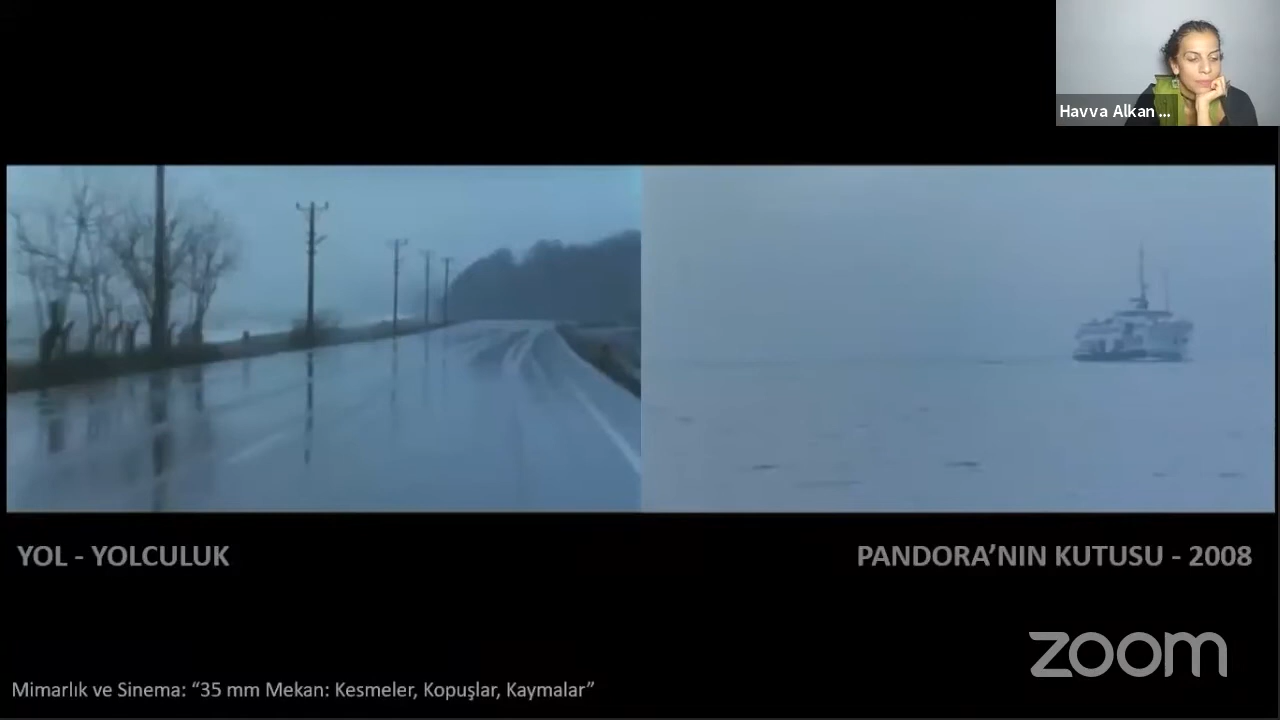 Havva Alkan ...
YOL - YOLCULUK
PANDORA’NIN KUTUSU - 2008
zoom
Mimarlık ve Sinema: “35 mm Mekan: Kesmeler, Kopuşlar, Kaymalar”